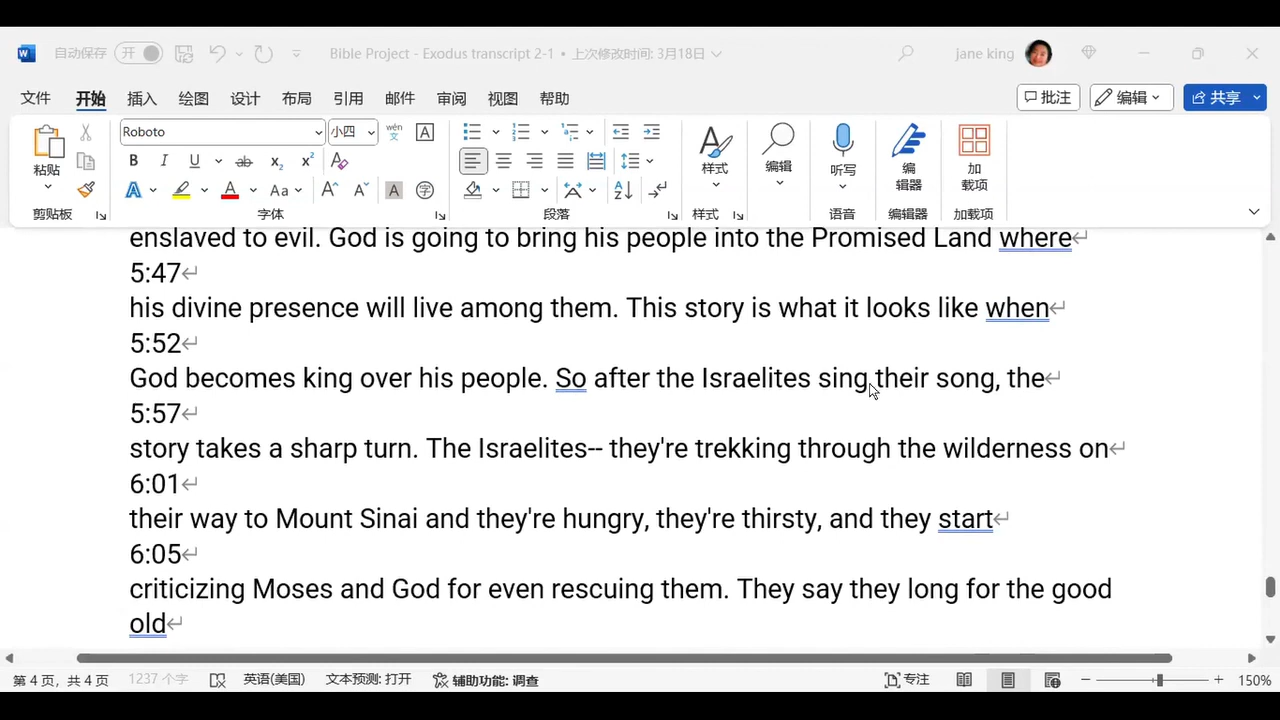 自动保存 开 Bible Project - Exodus transcript 2-1 • 上次修改时间: 3月18日 jane king
文件 开始 插入 绘图 设计 布局 引用 邮件 审阅 视图 帮助 批注 编辑 共享
Roboto 小四 wén 文 A
粘贴 B I U ab x₂ x² A 样式 编辑 听写 编辑器 加载项
A A Aa A A A 字
剪贴板 字体 段落 样式 语音 编辑器 加载项
enslaved to evil. God is going to bring his people into the Promised Land where
5:47
his divine presence will live among them. This story is what it looks like when
5:52
God becomes king over his people. So after the Israelites sing their song, the
5:57
story takes a sharp turn. The Israelites-- they're trekking through the wilderness on
6:01
their way to Mount Sinai and they're hungry, they're thirsty, and they start
6:05
criticizing Moses and God for even rescuing them. They say they long for the good
old
第 4 页，共 4 页 1237 个字 英语(美国) 文本预测: 打开 辅助功能: 调查 专注 150%